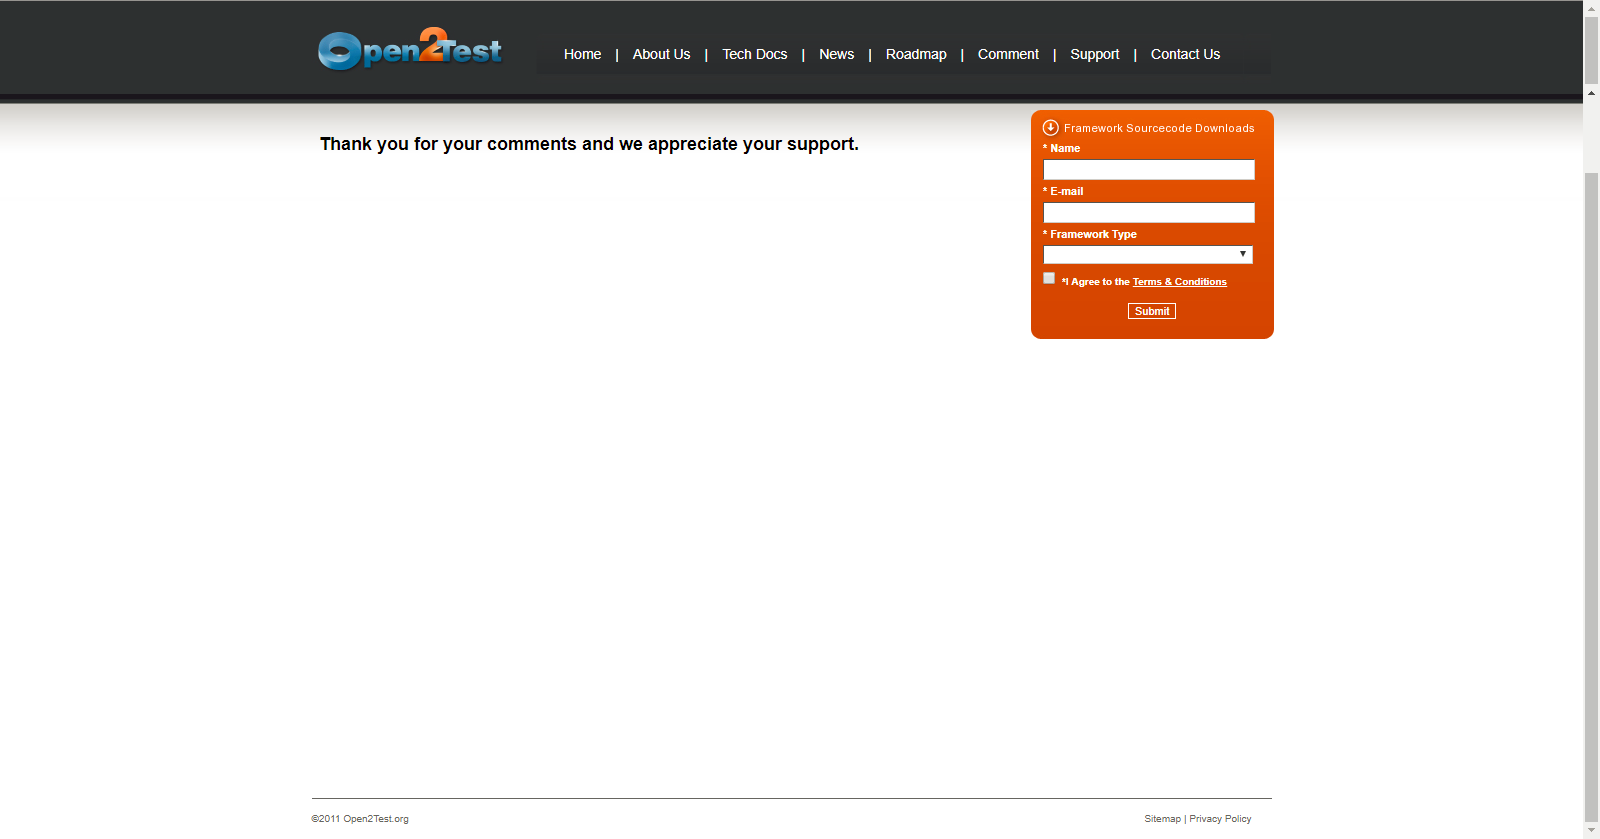 Open2Test
Home | About Us | Tech Docs | News | Roadmap | Comment | Support | Contact Us
Thank you for your comments and we appreciate your support.
Framework Sourcecode Downloads
* Name
* E-mail
* Framework Type
*I Agree to the Terms & Conditions
Submit
©2011 Open2Test.org
Sitemap | Privacy Policy